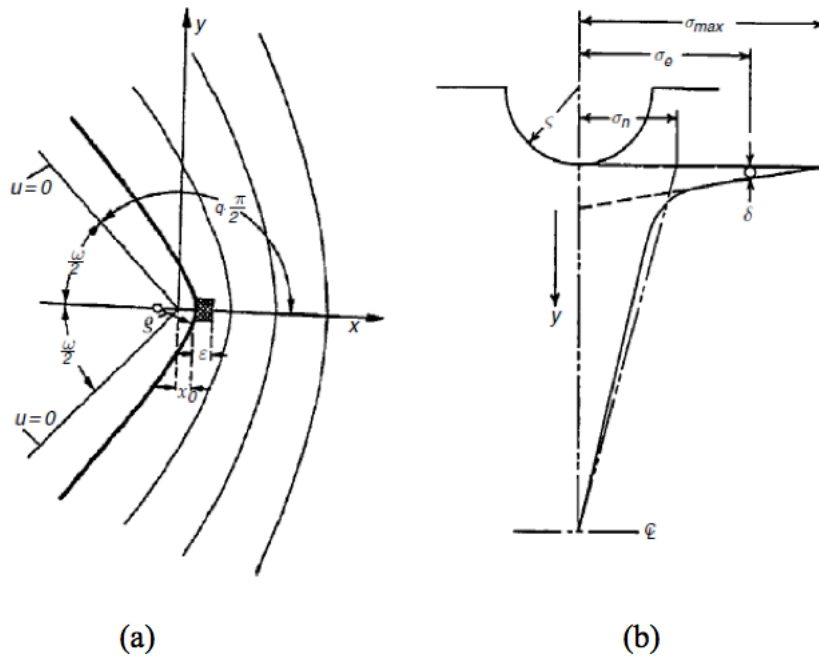 y
u=0
q·π/2
ω/2
ω/2
ϱ
ε
x
x₀
u=0
(a)
σmax
σe
σn
ς
δ
y
℄
(b)